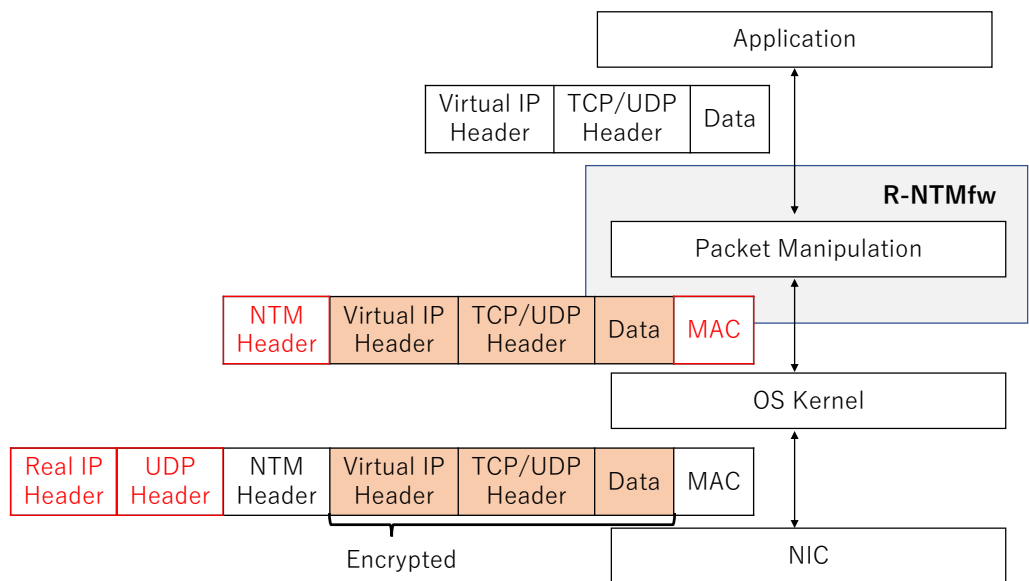 Application
Virtual IP
Header
TCP/UDP
Header
Data
R-NTMfw
Packet Manipulation
NTM
Header
Virtual IP
Header
TCP/UDP
Header
Data
MAC
OS Kernel
Real IP
Header
UDP
Header
NTM
Header
Virtual IP
Header
TCP/UDP
Header
Data
MAC
Encrypted
NIC